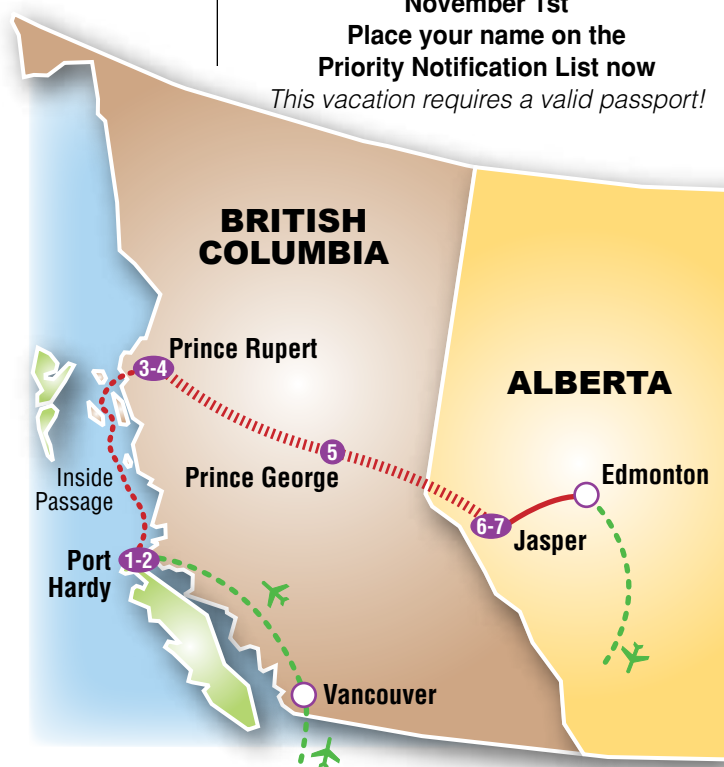 November 1st
Place your name on the
Priority Notification List now
This vacation requires a valid passport!
BRITISH
COLUMBIA
Prince Rupert
3-4
ALBERTA
5
Prince George
Edmonton
Inside
Passage
6-7
Jasper
Port
Hardy
1-2
Vancouver